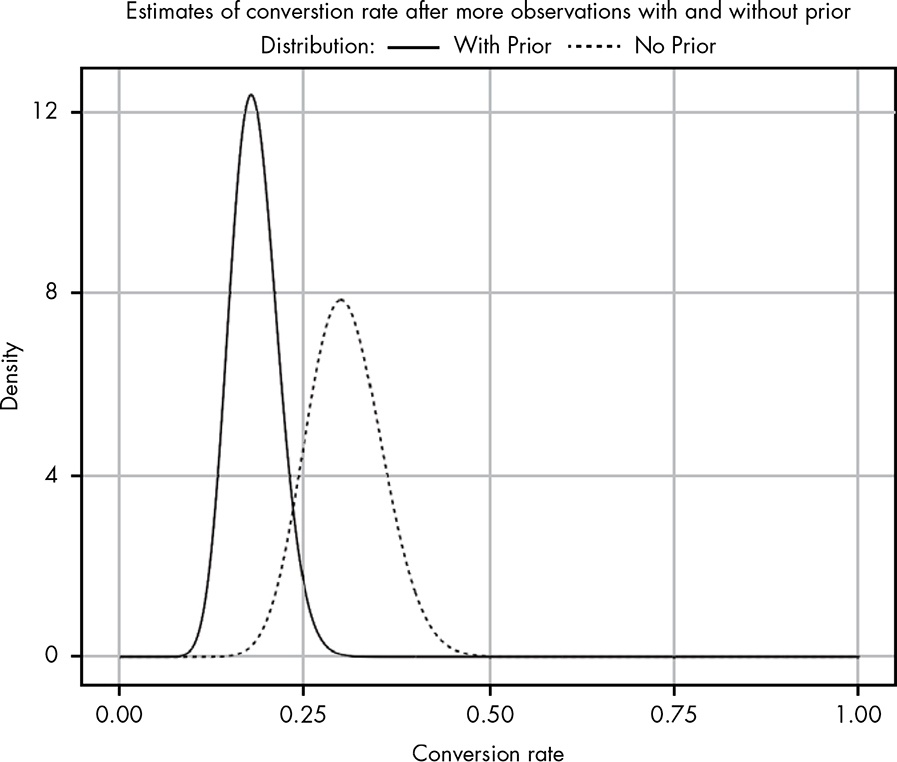 Estimates of converstion rate after more observations with and without prior
Distribution: With Prior No Prior
12
8
4
0
Density
0.00 0.25 0.50 0.75 1.00
Conversion rate